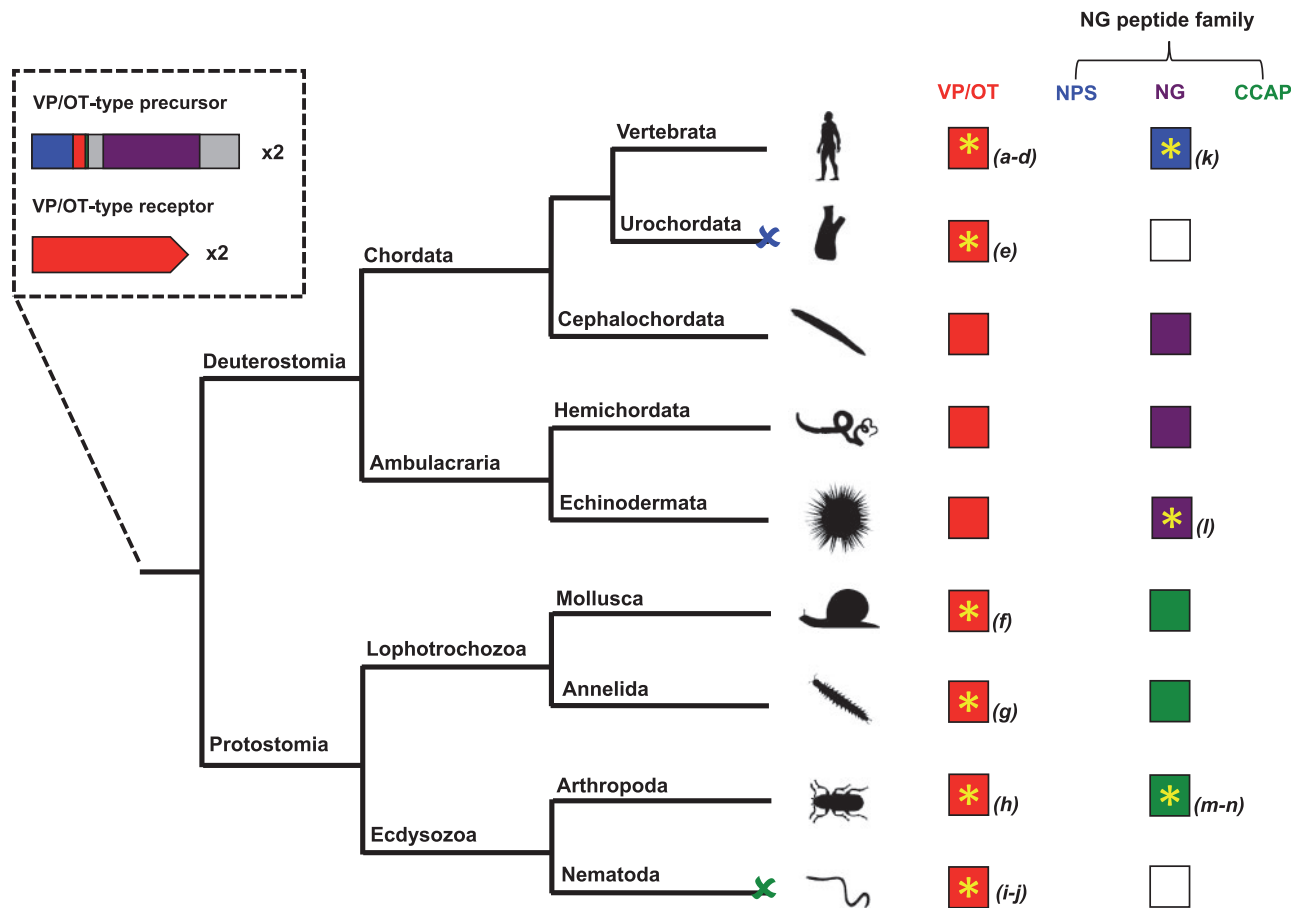 NG peptide family
VP/OT NPS NG CCAP
VP/OT-type precursor
x2
VP/OT-type receptor
x2
Vertebrata
* (a-d) * (k)
Urochordata
* (e)
Chordata
Cephalochordata
Deuterostomia
Hemichordata
Ambulacraria
Echinodermata
* (l)
Mollusca
* (f)
Lophotrochozoa
Annelida
* (g)
Protostomia
Arthropoda
* (h) * (m-n)
Ecdysozoa
Nematoda
* (i-j)